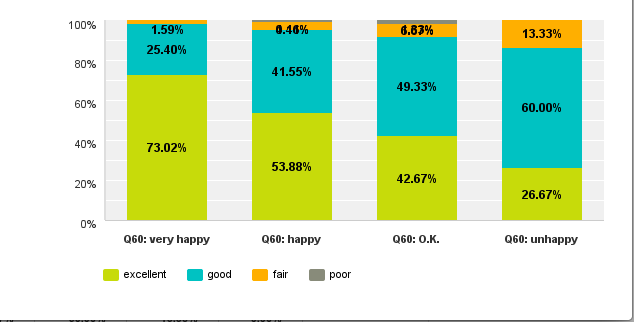 100%
80%
60%
40%
20%
0%
1.59%
25.40%
41.55%
49.33%
13.33%
60.00%
73.02%
53.88%
42.67%
26.67%
Q60: very happy
Q60: happy
Q60: O.K.
Q60: unhappy
excellent
good
fair
poor